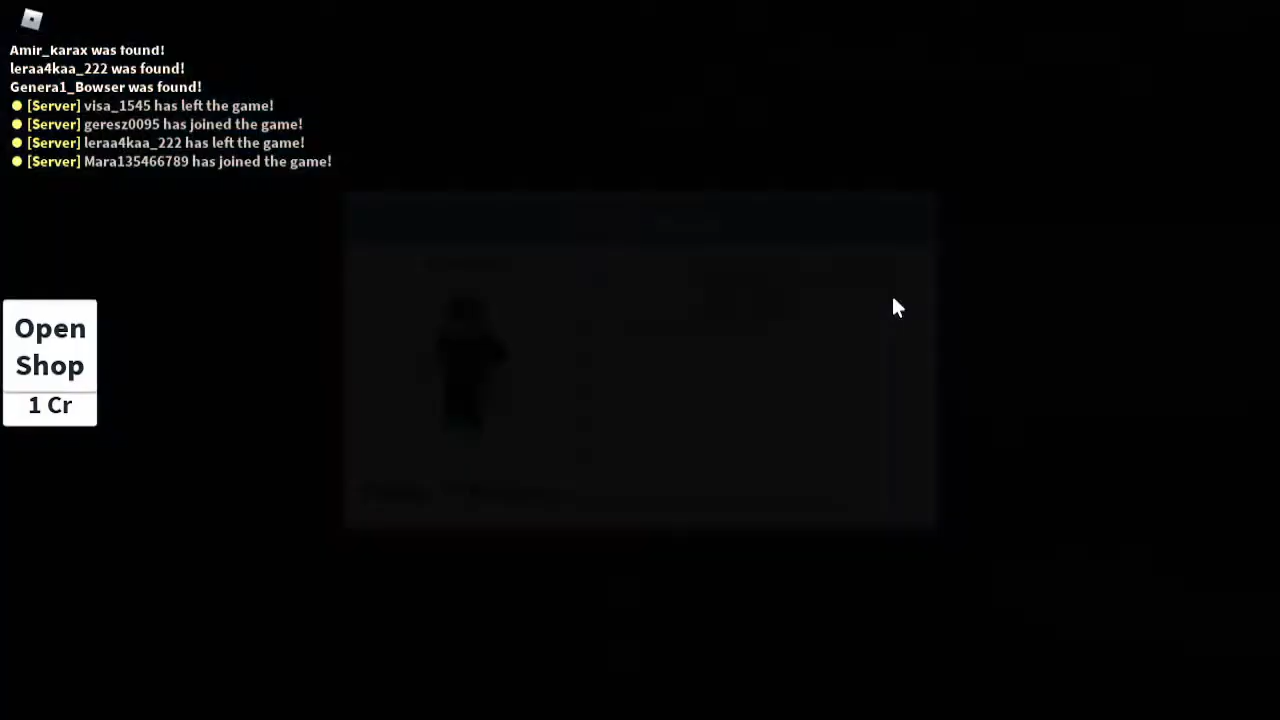 Amir_karax was found!
leraa4kaa_222 was found!
Genera1_Bowser was found!
[Server] visa_1545 has left the game!
[Server] geresz0095 has joined the game!
[Server] leraa4kaa_222 has left the game!
[Server] Mara135466789 has joined the game!
Open
Shop
1 Cr